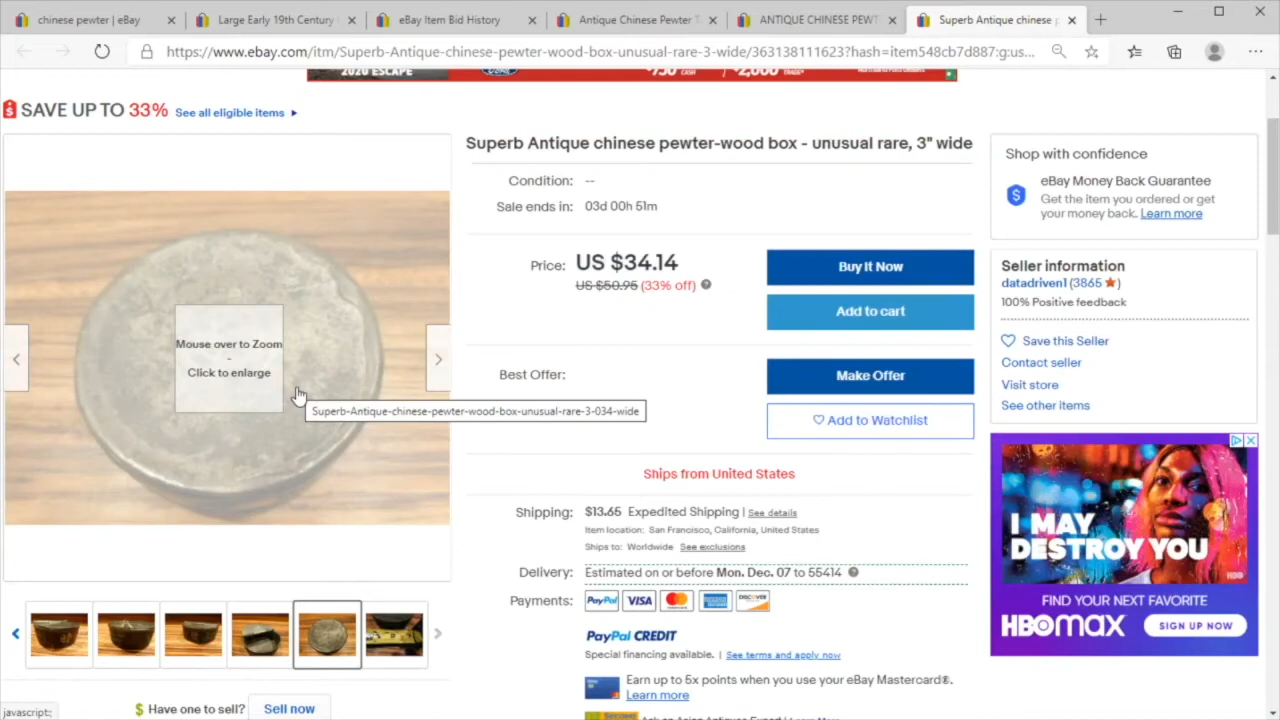 chinese pewter | eBay
Large Early 19th Century
eBay Item Bid History
Antique Chinese Pewter T
ANTIQUE CHINESE PEWT
Superb Antique chinese p
https://www.ebay.com/itm/Superb-Antique-chinese-pewter-wood-box-unusual-rare-3-wide/363138111623?hash=item548cb7d887:g:us...
2020 ESCAPE
$750 CASH
$2,000
SAVE UP TO 33% See all eligible items
Superb Antique chinese pewter-wood box - unusual rare, 3" wide
Condition: --
Sale ends in: 03d 00h 51m
Price: US $34.14
US $50.95 (33% off)
Buy It Now
Add to cart
Best Offer:
Make Offer
Add to Watchlist
Mouse over to Zoom
-
Click to enlarge
Superb-Antique-chinese-pewter-wood-box-unusual-rare-3-034-wide
Ships from United States
Shipping: $13.65 Expedited Shipping | See details
Item location: San Francisco, California, United States
Ships to: Worldwide See exclusions
Delivery: Estimated on or before Mon. Dec. 07 to 55414
Payments: PayPal VISA MasterCard AMERICAN EXPRESS DISCOVER
PayPal CREDIT
Special financing available. | See terms and apply now
Earn up to 5x points when you use your eBay Mastercard®.
Learn more
Have one to sell? Sell now
javascript:;
Shop with confidence
eBay Money Back Guarantee
Get the item you ordered or get
your money back. Learn more
Seller information
datadriven1 (3865 )
100% Positive feedback
Save this Seller
Contact seller
Visit store
See other items
I MAY
DESTROY YOU
HBO
FIND YOUR NEXT FAVORITE
HBOMAX
SIGN UP NOW